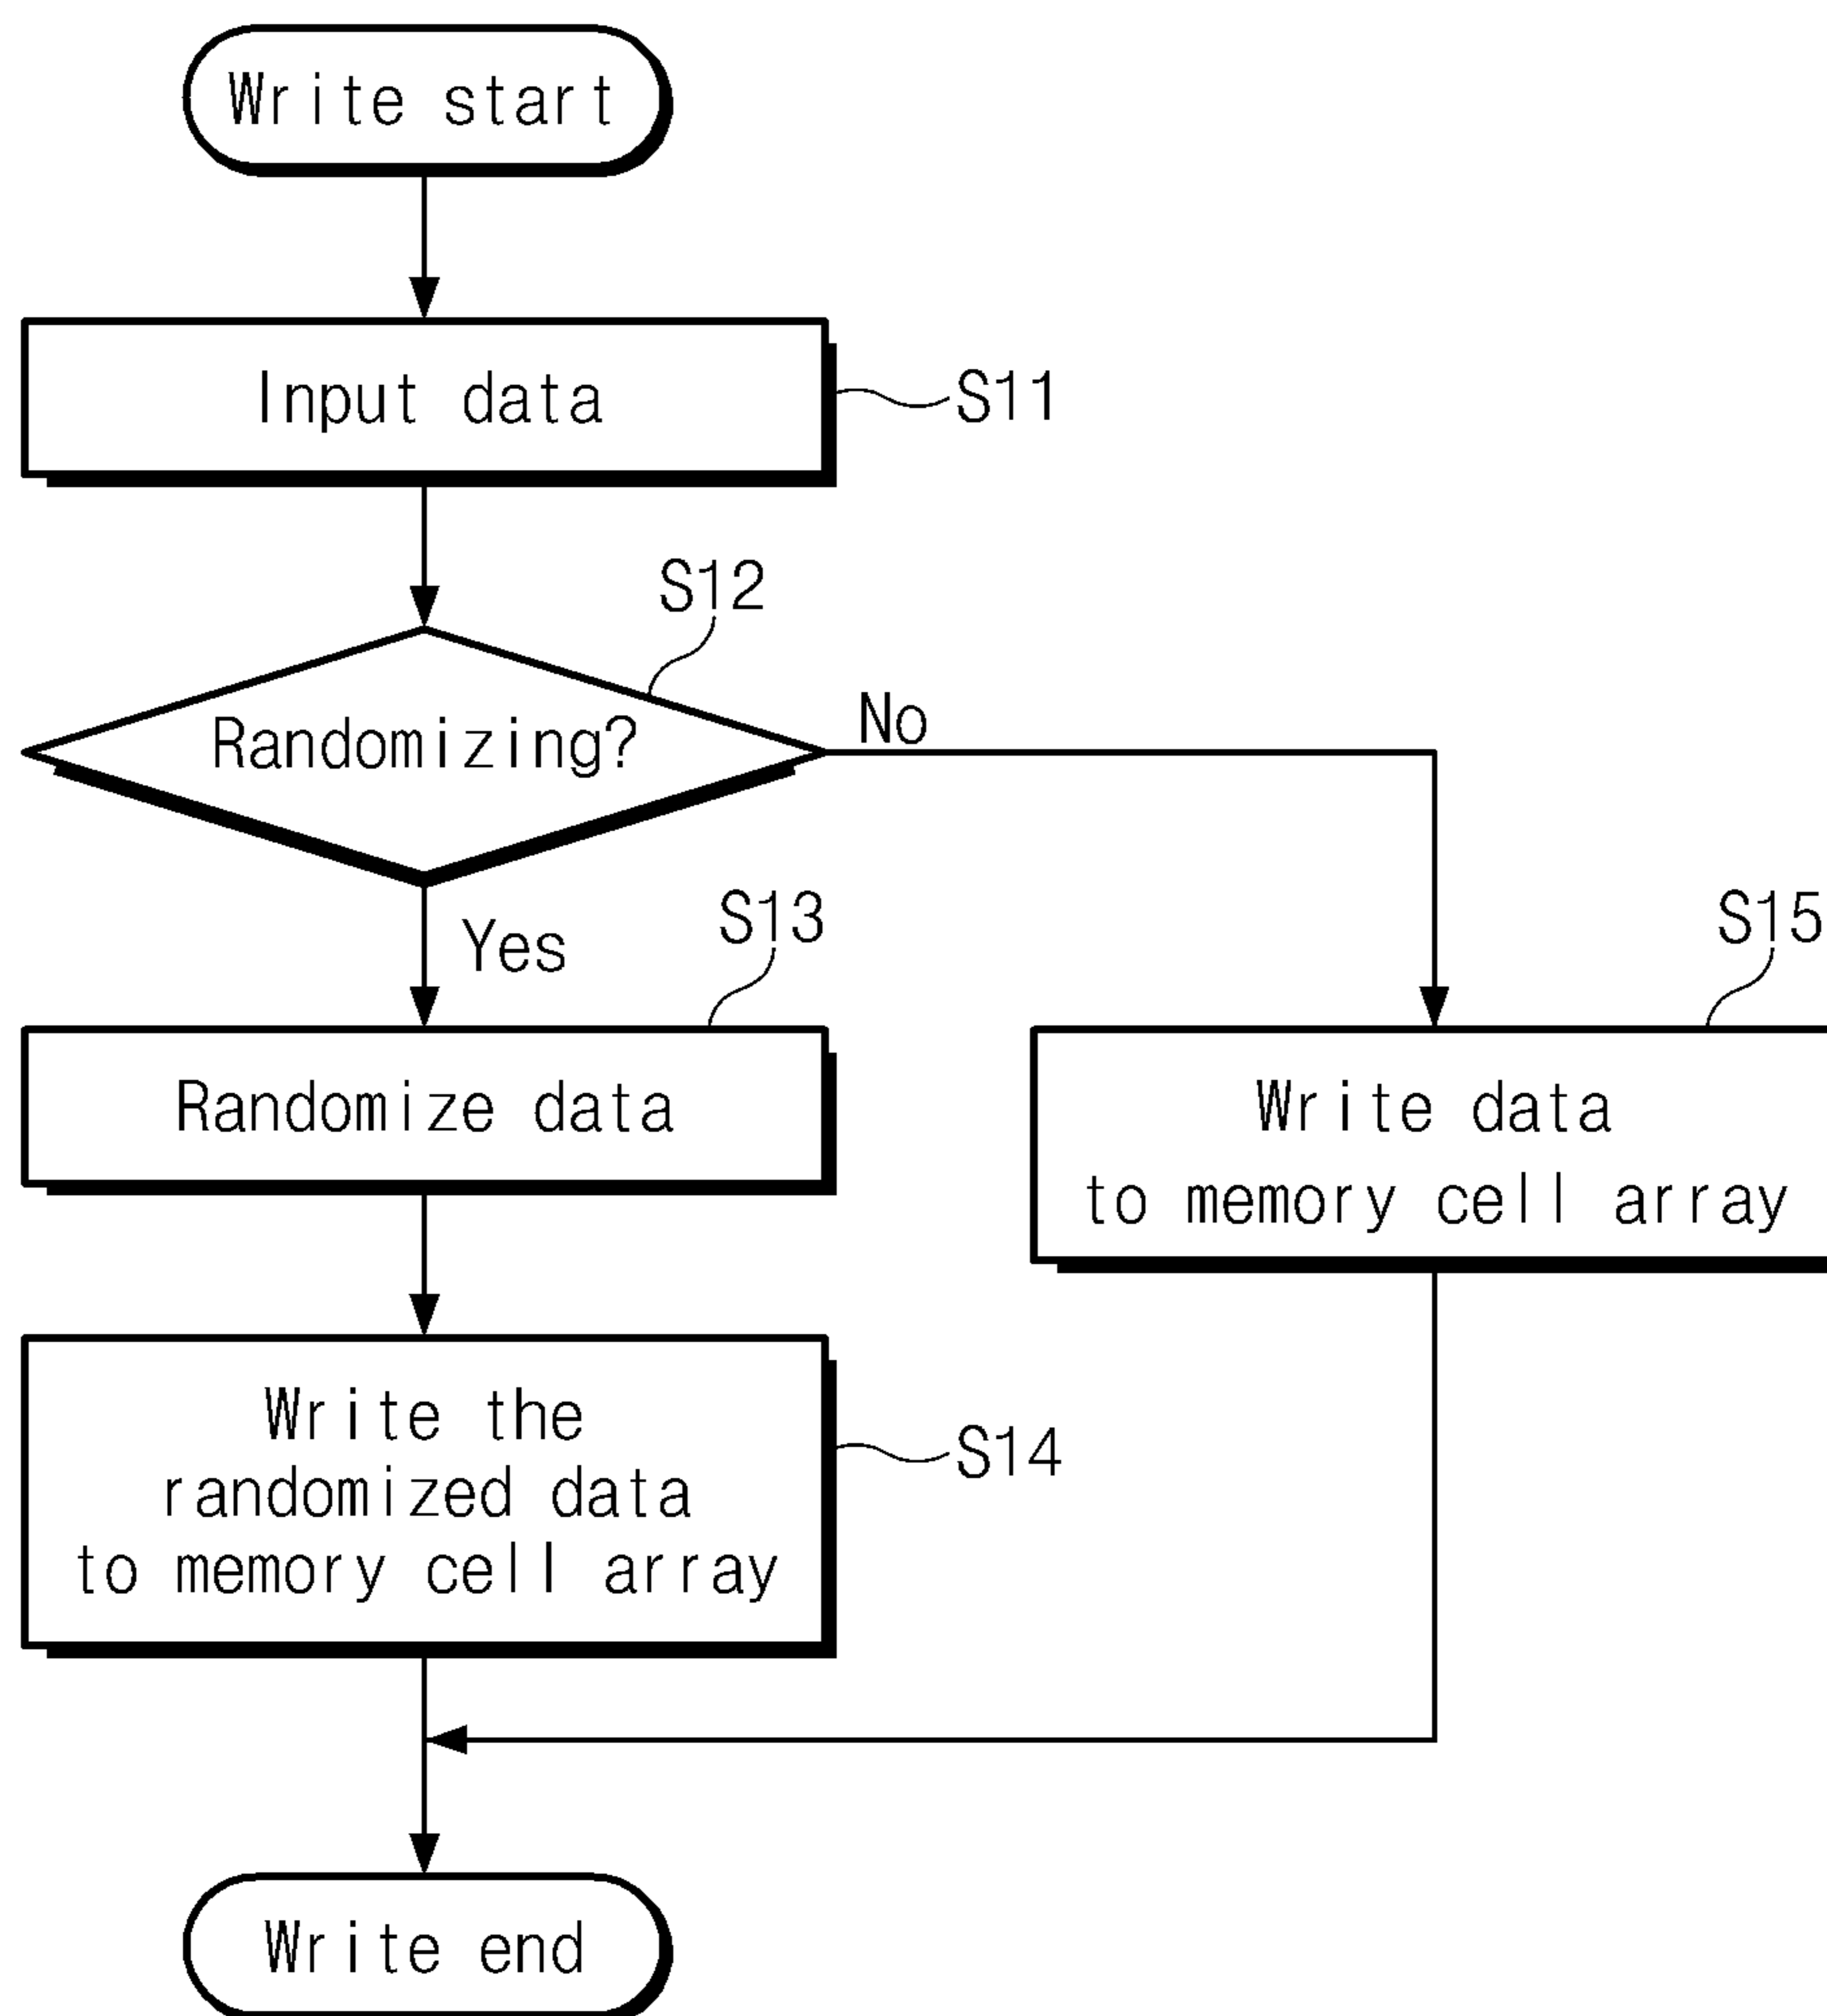 Write start
Input data
S11
S12
Randomizing?
No
Yes
S13
S15
Randomize data
Write data
to memory cell array
Write the
randomized data
to memory cell array
S14
Write end